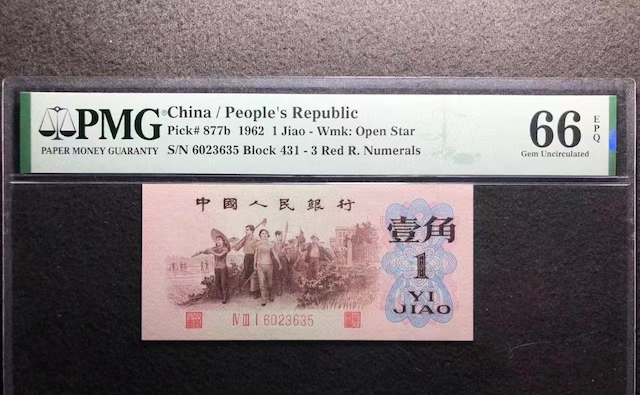 PMG®
PAPER MONEY GUARANTY
China / People's Republic
Pick# 877b 1962 1 Jiao - Wmk: Open Star
S/N 6023635 Block 431 - 3 Red R. Numerals
66 EPQ
Gem Uncirculated
中國人民銀行
壹角
1
YI
JIAO
IV III I 6023635